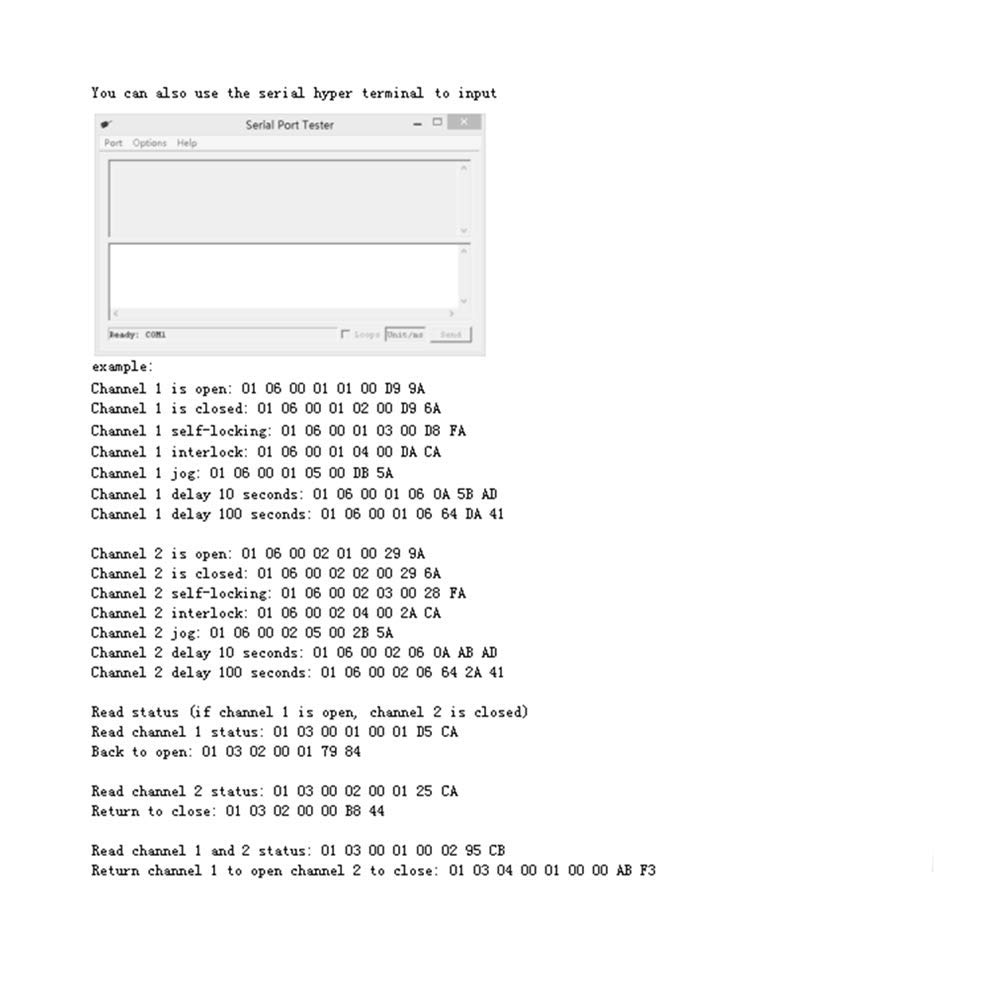 You can also use the serial hyper terminal to input
Serial Port Tester
Port Options Help
Ready: COM1
Loops Unit/ms Send
example:
Channel 1 is open: 01 06 00 01 01 00 D9 9A
Channel 1 is closed: 01 06 00 01 02 00 D9 6A
Channel 1 self-locking: 01 06 00 01 03 00 D8 FA
Channel 1 interlock: 01 06 00 01 04 00 DA CA
Channel 1 jog: 01 06 00 01 05 00 DB 5A
Channel 1 delay 10 seconds: 01 06 00 01 06 0A 5B AD
Channel 1 delay 100 seconds: 01 06 00 01 06 64 DA 41
Channel 2 is open: 01 06 00 02 01 00 29 9A
Channel 2 is closed: 01 06 00 02 02 00 29 6A
Channel 2 self-locking: 01 06 00 02 03 00 28 FA
Channel 2 interlock: 01 06 00 02 04 00 2A CA
Channel 2 jog: 01 06 00 02 05 00 2B 5A
Channel 2 delay 10 seconds: 01 06 00 02 06 0A AB AD
Channel 2 delay 100 seconds: 01 06 00 02 06 64 2A 41
Read status (if channel 1 is open, channel 2 is closed)
Read channel 1 status: 01 03 00 01 00 01 D5 CA
Back to open: 01 03 02 00 01 79 84
Read channel 2 status: 01 03 00 02 00 01 25 CA
Return to close: 01 03 02 00 00 B8 44
Read channel 1 and 2 status: 01 03 00 01 00 02 95 CB
Return channel 1 to open channel 2 to close: 01 03 04 00 01 00 00 AB F3